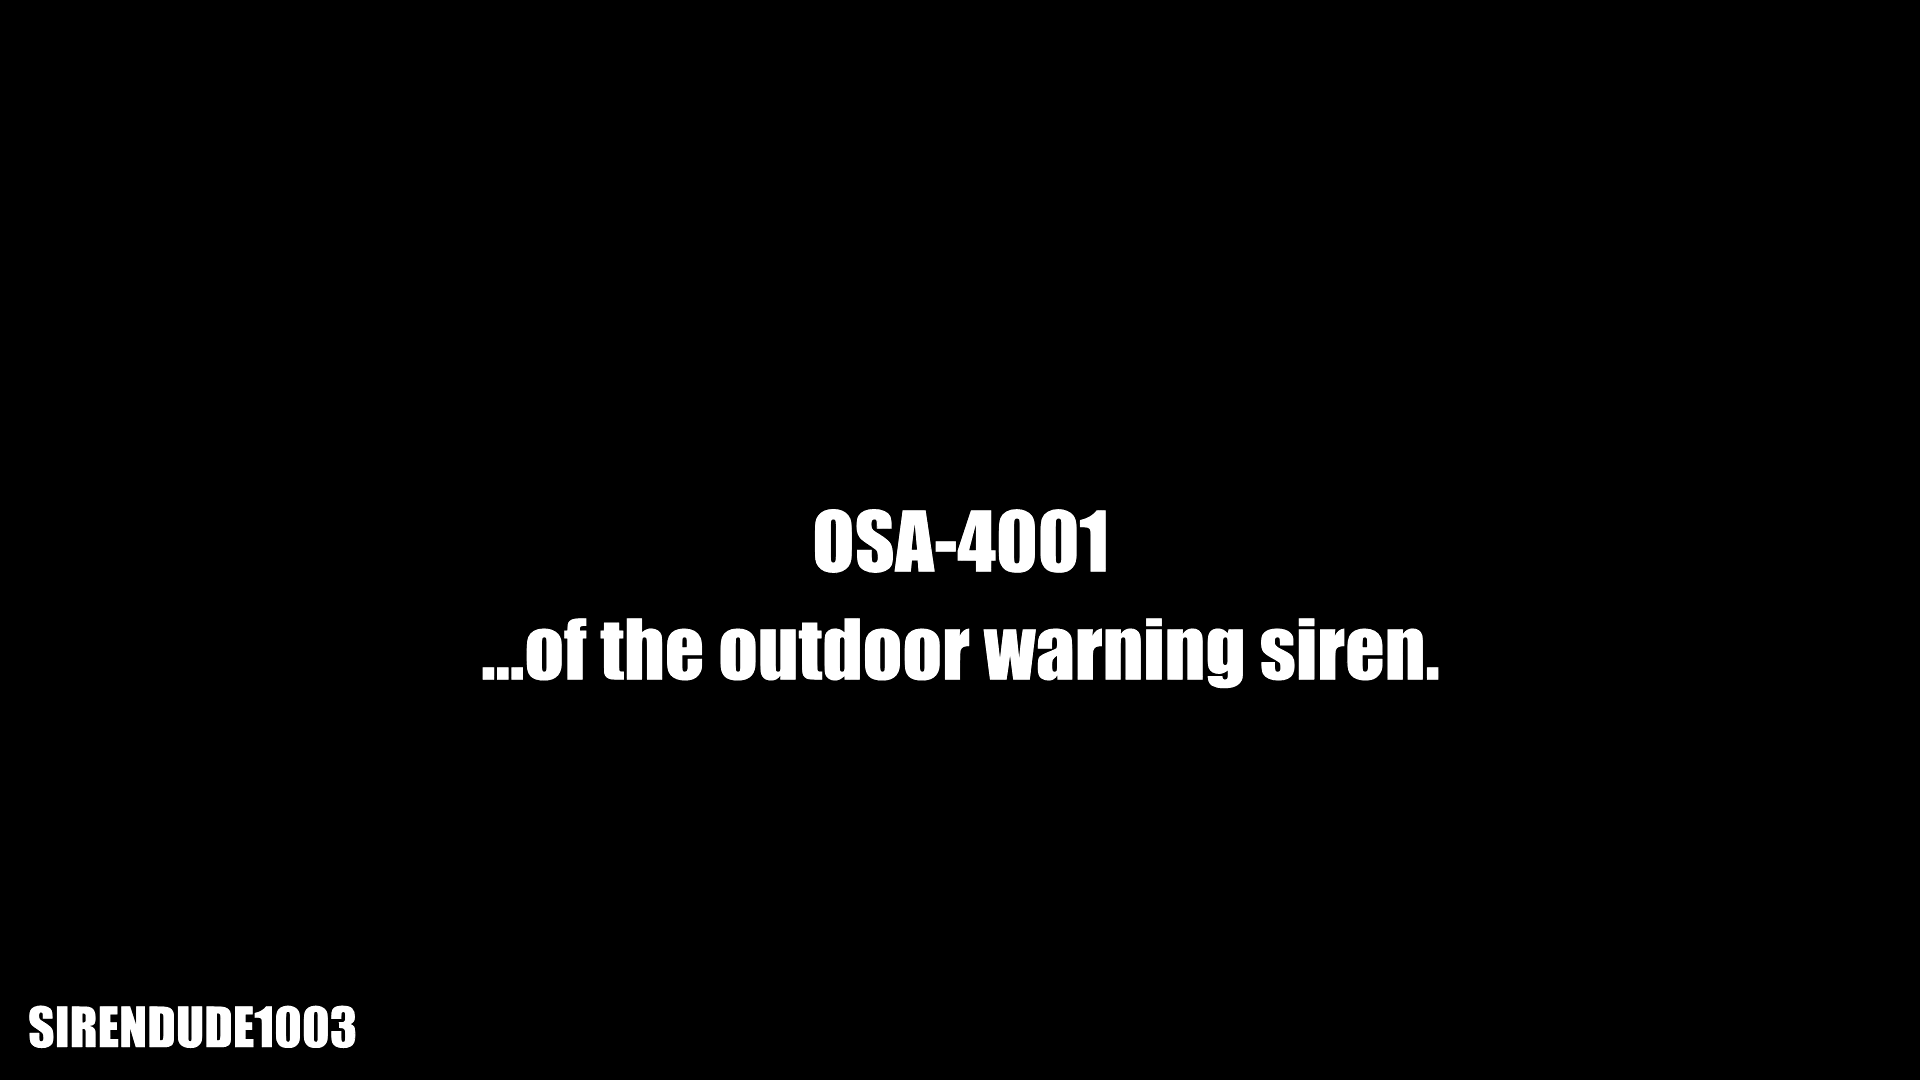 OSA-4001
...of the outdoor warning siren.
SIRENDUDE1003